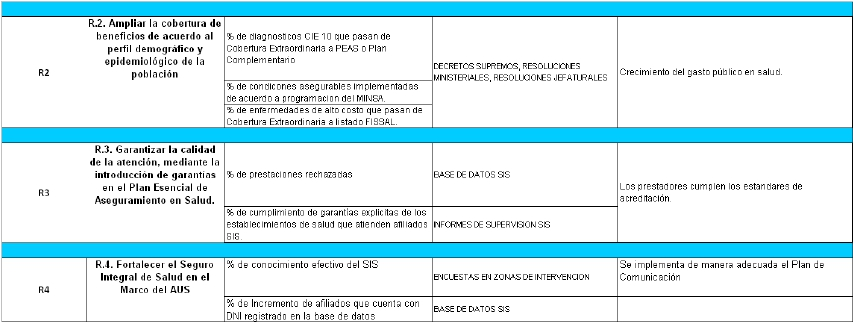 R2
R.2. Ampliar la cobertura de
beneficios de acuerdo al
perfil demográfico y
epidemiológico de la
población
% de diagnosticos CIE 10 que pasan de
Cobertura Extraordinaria a PEAS o Plan
Complementario
% de condiciones asegurables implementadas
de acuerdo a programacion del MINSA.
% de enfermedades de alto costo que pasan de
Cobertura Extraordinaria a listado FISSAL.
DECRETOS SUPREMOS, RESOLUCIONES
MINISTERIALES, RESOLUCIONES JEFATURALES
Crecimiento del gasto público en salud.
R3
R.3. Garantizar la calidad
de la atención, mediante la
introducción de garantías
en el Plan Esencial de
Aseguramiento en Salud.
% de prestaciones rechazadas
BASE DE DATOS SIS
% de cumplimiento de garantías explicitas de los
establecimientos de salud que atienden afiliados
SIS.
INFORMES DE SUPERVISION SIS
Los prestadores cumplen los estandares de
acreditación
R4
R.4. Fortalecer el Seguro
Integral de Salud en el
Marco del AUS
% de conocimiento efectivo del SIS
ENCUESTAS EN ZONAS DE INTERVENCION
Se implementa de manera adecuada el Plan de
Comunicación
% de Incremento de afiliados que cuenta con
DNI registrado en la base de datos
BASE DE DATOS SIS